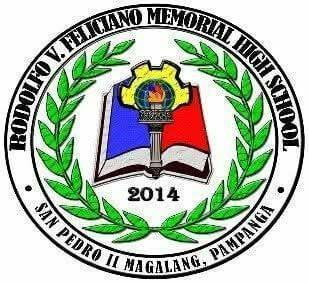 RODOLFO V. FELICIANO MEMORIAL HIGH SCHOOL
2014
• SAN PEDRO II MAGALANG, PAMPANGA •